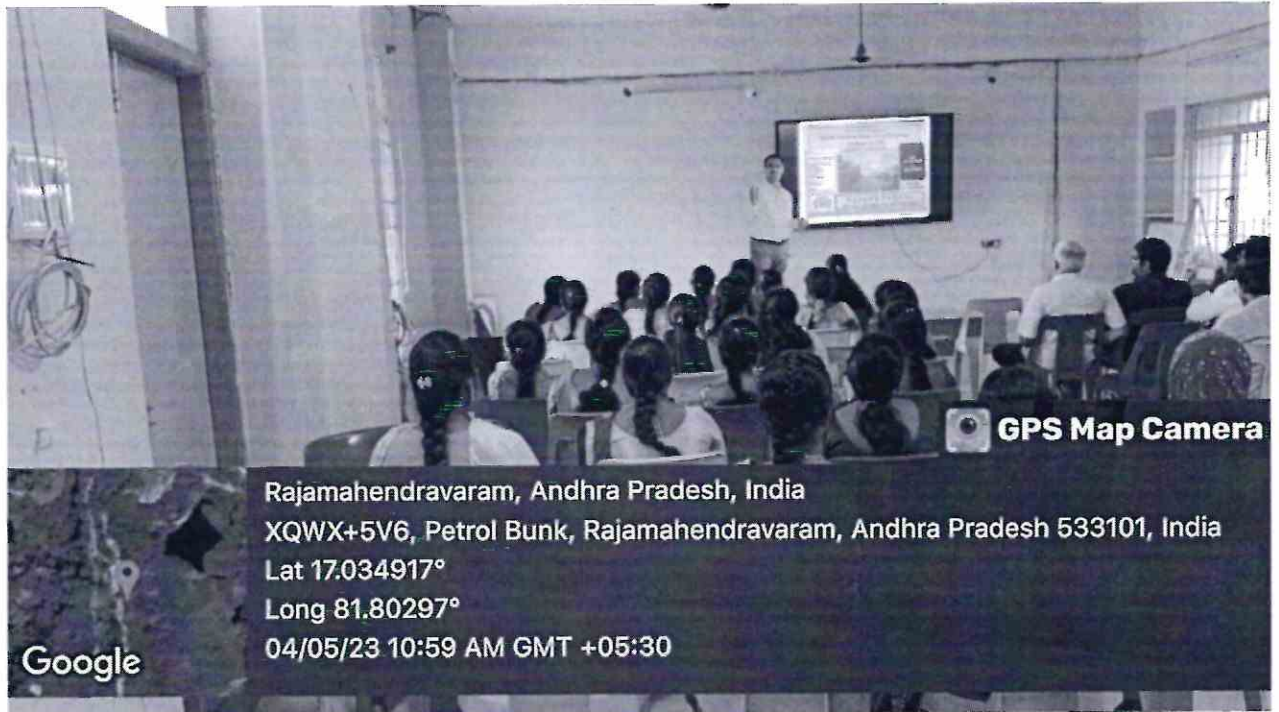 GPS Map Camera
Rajamahendravaram, Andhra Pradesh, India
XQWX+5V6, Petrol Bunk, Rajamahendravaram, Andhra Pradesh 533101, India
Lat 17.034917°
Long 81.80297°
04/05/23 10:59 AM GMT +05:30
Google